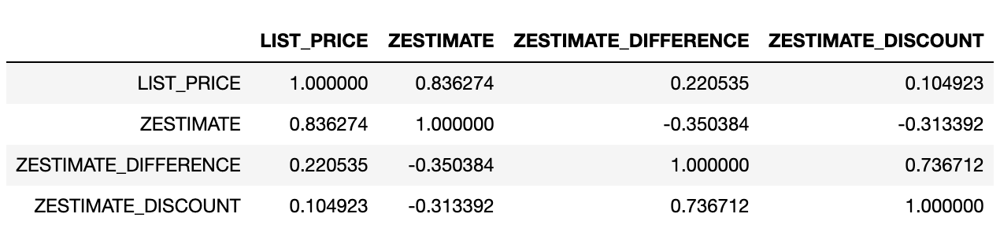 LIST_PRICE ZESTIMATE ZESTIMATE_DIFFERENCE ZESTIMATE_DISCOUNT
LIST_PRICE 1.000000 0.836274 0.220535 0.104923
ZESTIMATE 0.836274 1.000000 -0.350384 -0.313392
ZESTIMATE_DIFFERENCE 0.220535 -0.350384 1.000000 0.736712
ZESTIMATE_DISCOUNT 0.104923 -0.313392 0.736712 1.000000